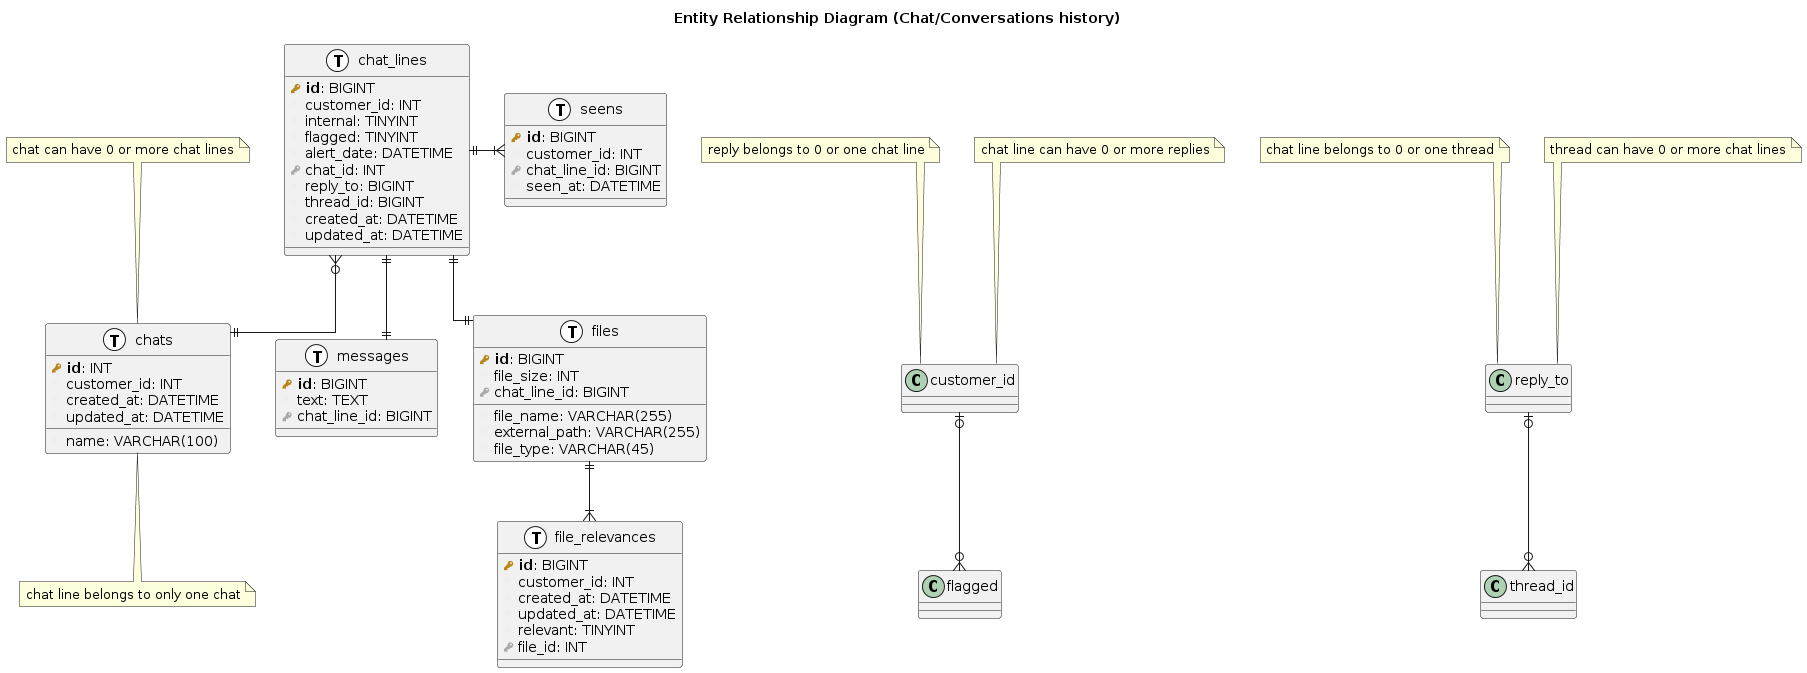 Entity Relationship Diagram (Chat/Conversations history)
T chat_lines
id: BIGINT
customer_id: INT
internal: TINYINT
flagged: TINYINT
alert_date: DATETIME
chat_id: INT
reply_to: BIGINT
thread_id: BIGINT
created_at: DATETIME
updated_at: DATETIME
T seens
id: BIGINT
customer_id: INT
chat_line_id: BIGINT
seen_at: DATETIME
chat can have 0 or more chat lines
reply belongs to 0 or one chat line
chat line can have 0 or more replies
chat line belongs to 0 or one thread
thread can have 0 or more chat lines
T chats
id: INT
customer_id: INT
created_at: DATETIME
updated_at: DATETIME
name: VARCHAR(100)
T messages
id: BIGINT
text: TEXT
chat_line_id: BIGINT
T files
id: BIGINT
file_size: INT
chat_line_id: BIGINT
file_name: VARCHAR(255)
external_path: VARCHAR(255)
file_type: VARCHAR(45)
C customer_id
C reply_to
T file_relevances
id: BIGINT
customer_id: INT
created_at: DATETIME
updated_at: DATETIME
relevant: TINYINT
file_id: INT
chat line belongs to only one chat
C flagged
C thread_id